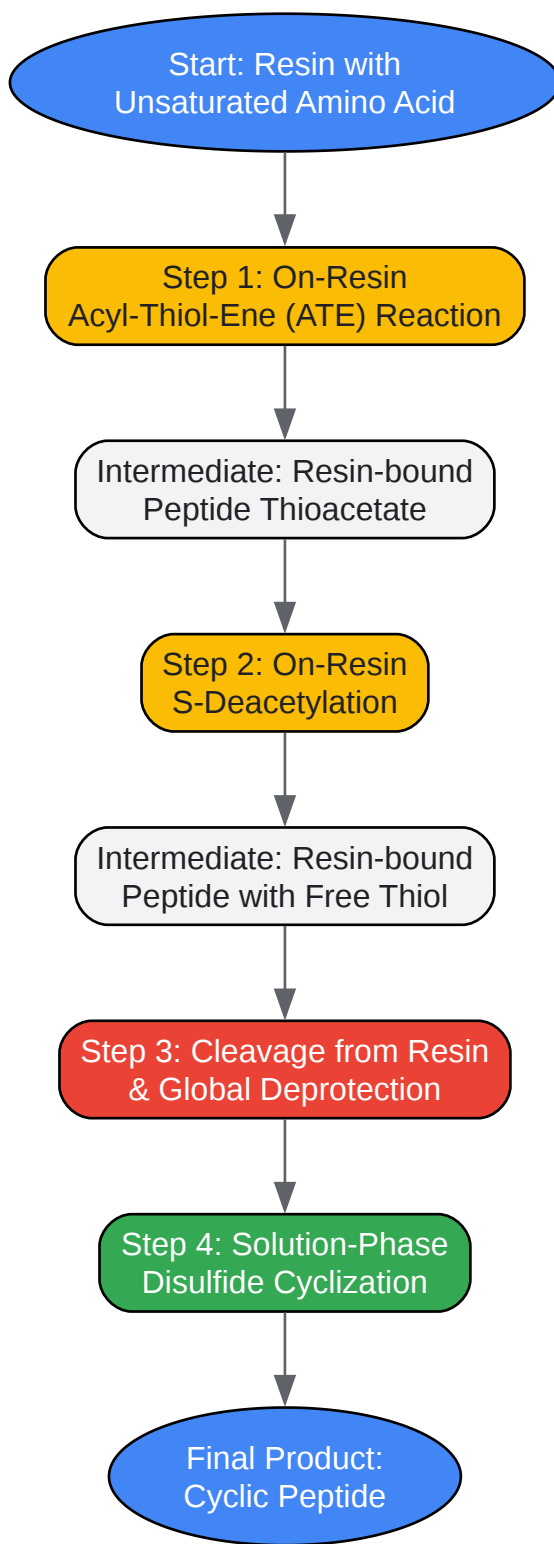 Start: Resin with
Unsaturated Amino Acid
Step 1: On-Resin
Acyl-Thiol-Ene (ATE) Reaction
Intermediate: Resin-bound
Peptide Thioacetate
Step 2: On-Resin
S-Deacetylation
Intermediate: Resin-bound
Peptide with Free Thiol
Step 3: Cleavage from Resin
& Global Deprotection
Step 4: Solution-Phase
Disulfide Cyclization
Final Product:
Cyclic Peptide